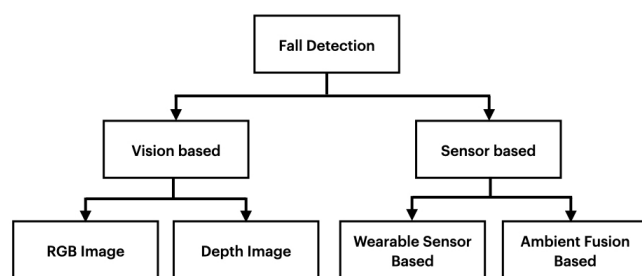 Fall Detection
Vision based
Sensor based
RGB Image
Depth Image
Wearable Sensor
Based
Ambient Fusion
Based